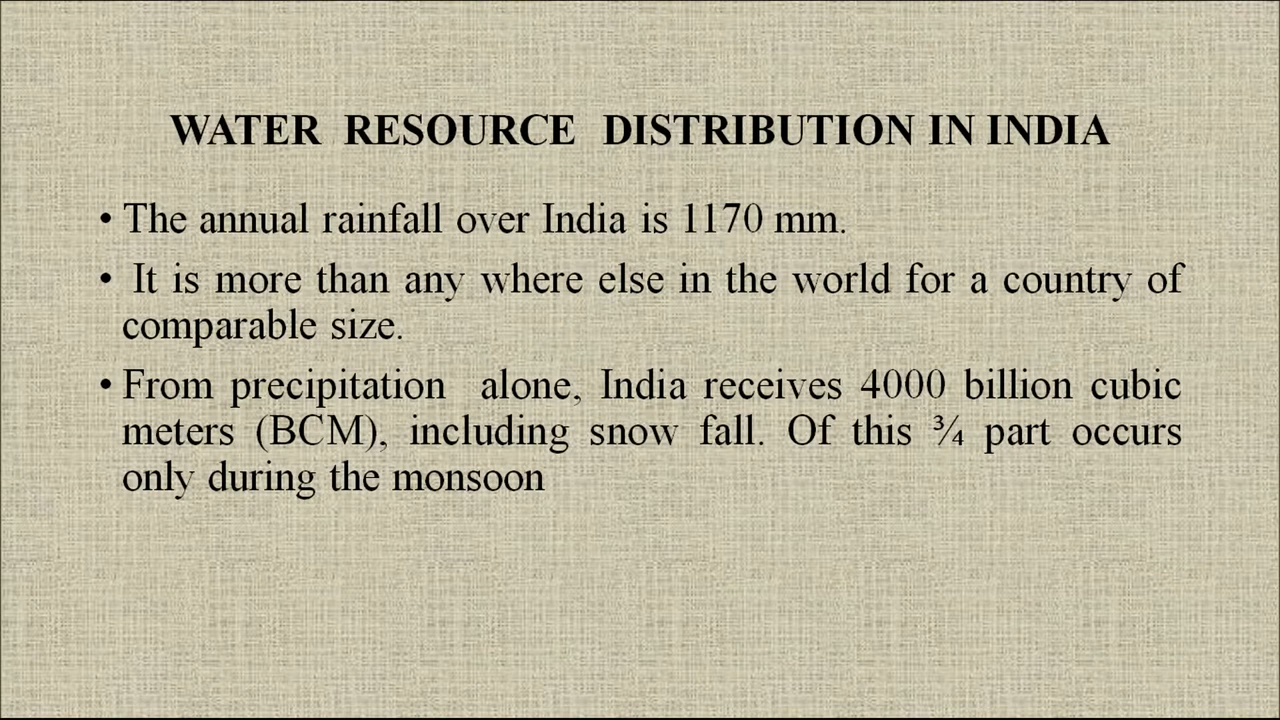 WATER RESOURCE DISTRIBUTION IN INDIA
• The annual rainfall over India is 1170 mm.
• It is more than any where else in the world for a country of
comparable size.
• From precipitation alone, India receives 4000 billion cubic
meters (BCM), including snow fall. Of this ¾ part occurs
only during the monsoon